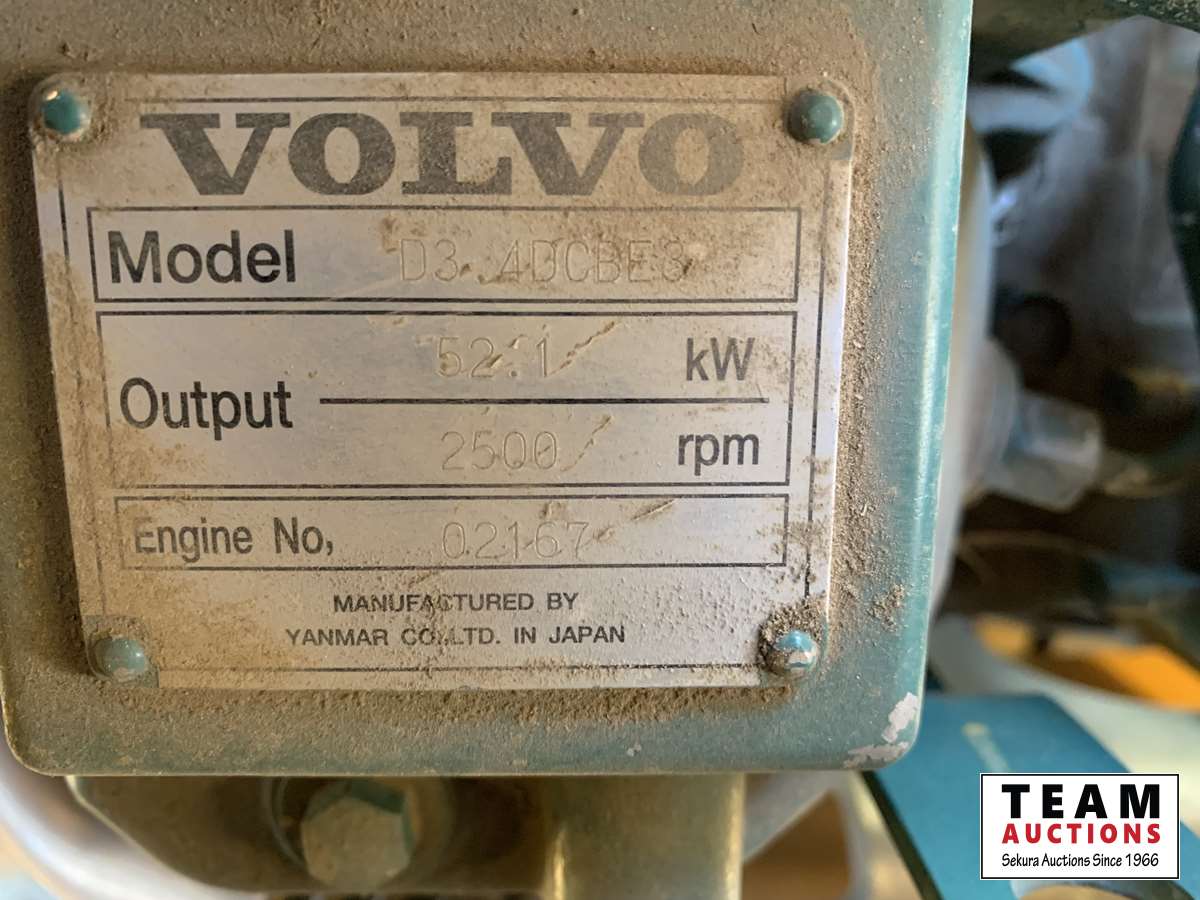 VOLVO
Model D3.4DCBE3
Output 52.1 kW
2500 rpm
Engine No, 02167
MANUFACTURED BY
YANMAR CO.,LTD. IN JAPAN
TEAM
AUCTIONS
Sekura Auctions Since 1966